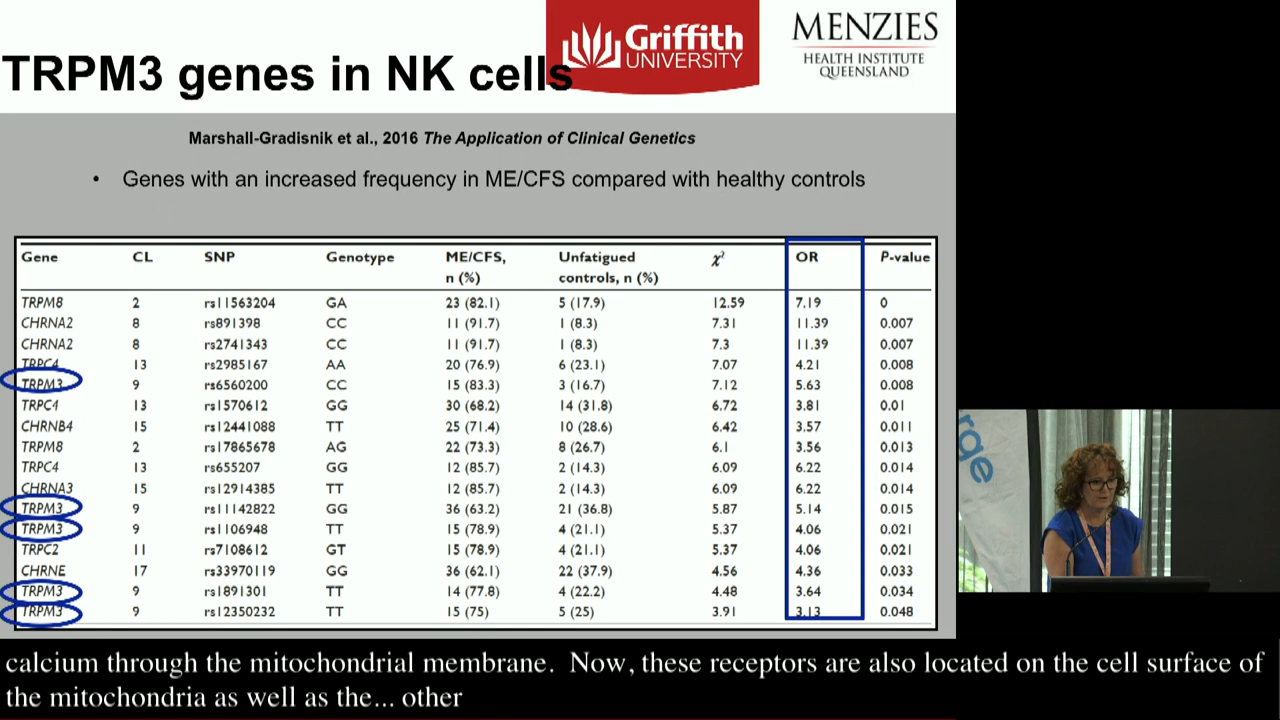 TRPM3 genes in NK cells
Griffith
UNIVERSITY
MENZIES
HEALTH INSTITUTE
QUEENSLAND
Marshall-Gradisnik et al., 2016 The Application of Clinical Genetics
• Genes with an increased frequency in ME/CFS compared with healthy controls
Gene CL SNP Genotype ME/CFS, n (%) Unfatigued controls, n (%) χ² OR P-value
TRPM8 2 rs11563204 GA 23 (82.1) 5 (17.9) 12.59 7.19 0
CHRNA2 8 rs891398 CC 11 (91.7) 1 (8.3) 7.31 11.39 0.007
CHRNA2 8 rs2741343 CC 11 (91.7) 1 (8.3) 7.3 11.39 0.007
TRPC4 13 rs2985167 AA 20 (76.9) 6 (23.1) 7.07 4.21 0.008
TRPM3 9 rs6560200 CC 15 (83.3) 3 (16.7) 7.12 5.63 0.008
TRPC4 13 rs1570612 GG 30 (68.2) 14 (31.8) 6.72 3.81 0.01
CHRNB4 15 rs12441088 TT 25 (71.4) 10 (28.6) 6.42 3.57 0.011
TRPM8 2 rs17865678 AG 22 (73.3) 8 (26.7) 6.1 3.56 0.013
TRPC4 13 rs655207 GG 12 (85.7) 2 (14.3) 6.09 6.22 0.014
CHRNA3 15 rs12914385 TT 12 (85.7) 2 (14.3) 6.09 6.22 0.014
TRPM3 9 rs11142822 GG 36 (63.2) 21 (36.8) 5.87 5.14 0.015
TRPM3 9 rs1106948 TT 15 (78.9) 4 (21.1) 5.37 4.06 0.021
TRPC2 11 rs7108612 GT 15 (78.9) 4 (21.1) 5.37 4.06 0.021
CHRNE 17 rs33970119 GG 36 (62.1) 22 (37.9) 4.56 4.36 0.033
TRPM3 9 rs1891301 TT 14 (77.8) 4 (22.2) 4.48 3.64 0.034
TRPM3 9 rs12350232 TT 15 (75) 5 (25) 3.91 3.13 0.048
calcium through the mitochondrial membrane. Now, these receptors are also located on the cell surface of
the mitochondria as well as the... other